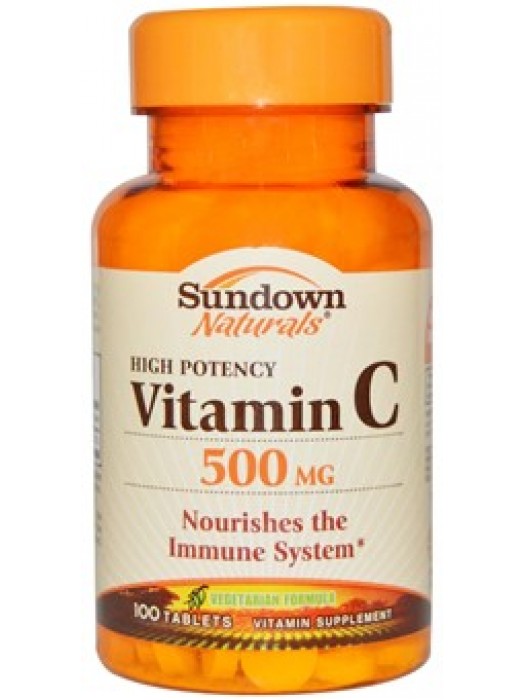 Sundown
Naturals®
HIGH POTENCY
Vitamin C
500 MG
Nourishes the
Immune System*
VEGETARIAN FORMULA
100 TABLETS VITAMIN SUPPLEMENT